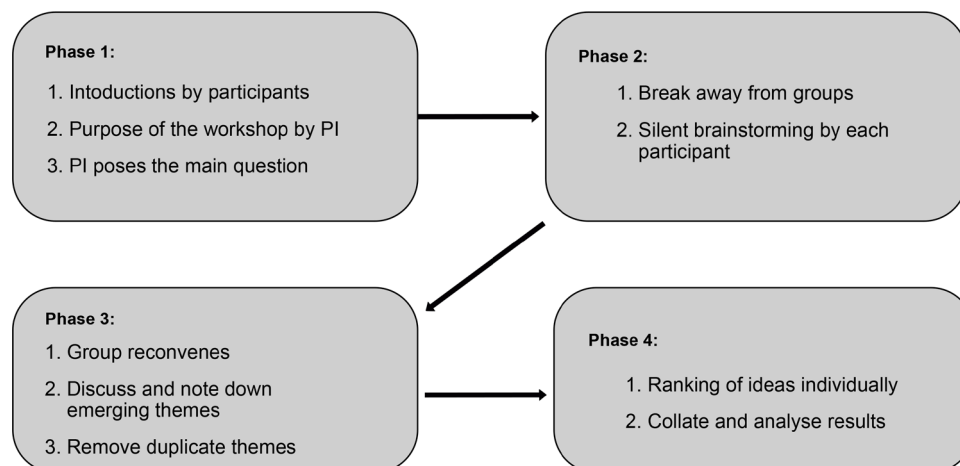 Phase 1:
1. Intoductions by participants
2. Purpose of the workshop by PI
3. PI poses the main question
Phase 2:
1. Break away from groups
2. Silent brainstorming by each
participant
Phase 3:
1. Group reconvenes
2. Discuss and note down
emerging themes
3. Remove duplicate themes
Phase 4:
1. Ranking of ideas individually
2. Collate and analyse results